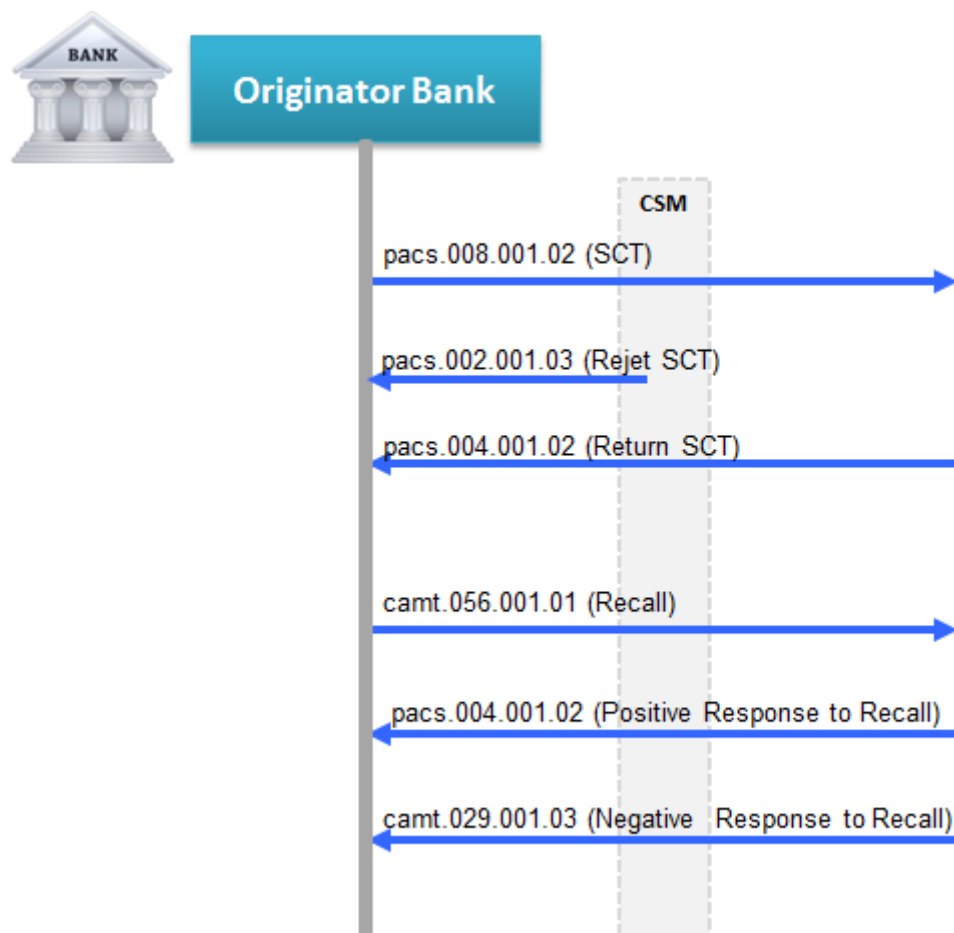 BANK
Originator Bank
CSM
pacs.008.001.02 (SCT)
pacs.002.001.03 (Rejet SCT)
pacs.004.001.02 (Return SCT)
camt.056.001.01 (Recall)
pacs.004.001.02 (Positive Response to Recall)
camt.029.001.03 (Negative Response to Recall)